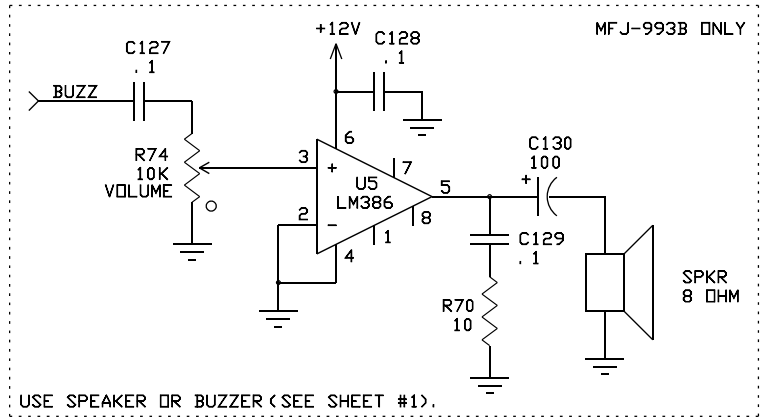 +12V
MFJ-993B ONLY
C127
.1
C128
.1
BUZZ
6
R74
10K
VOLUME
3
+
7
U5
LM386
5
C130
100
+
2
-
8
1
4
C129
.1
R70
10
SPKR
8 OHM
USE SPEAKER OR BUZZER(SEE SHEET #1).